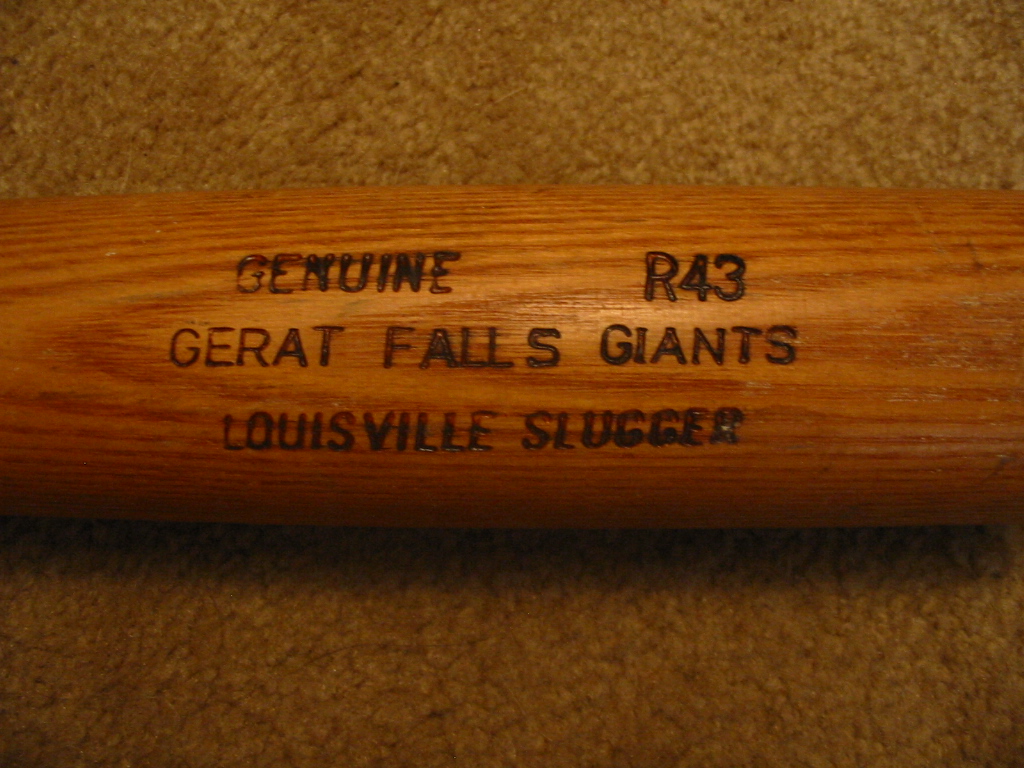 GENUINE R43
GERAT FALLS GIANTS
LOUISVILLE SLUGGER